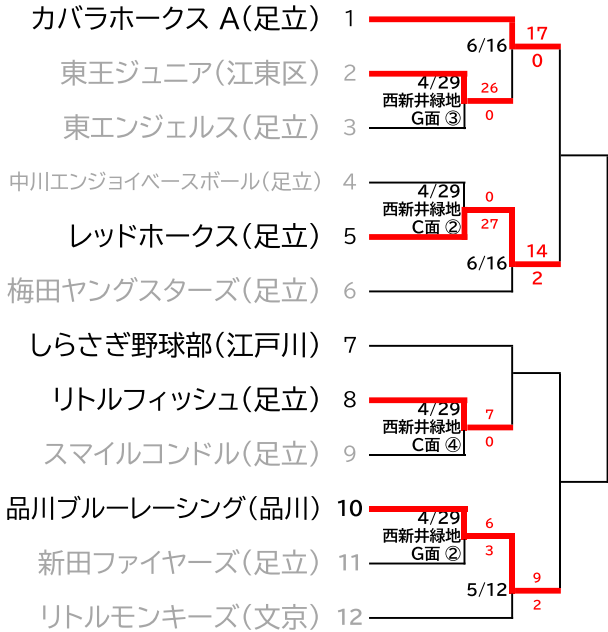 カバラホークス A(足立) 1
6/16
17
0
東王ジュニア(江東区) 2
4/29
西新井緑地
G面 ③
26
0
東エンジェルス(足立) 3
中川エンジョイベースボール(足立) 4
4/29
西新井緑地
C面 ②
0
27
レッドホークス(足立) 5
6/16
14
2
梅田ヤングスターズ(足立) 6
しらさぎ野球部(江戸川) 7
リトルフィッシュ(足立) 8
4/29
西新井緑地
C面 ④
7
0
スマイルコンドル(足立) 9
品川ブルーレーシング(品川) 10
4/29
西新井緑地
G面 ②
6
3
新田ファイヤーズ(足立) 11
5/12
9
2
リトルモンキーズ(文京) 12